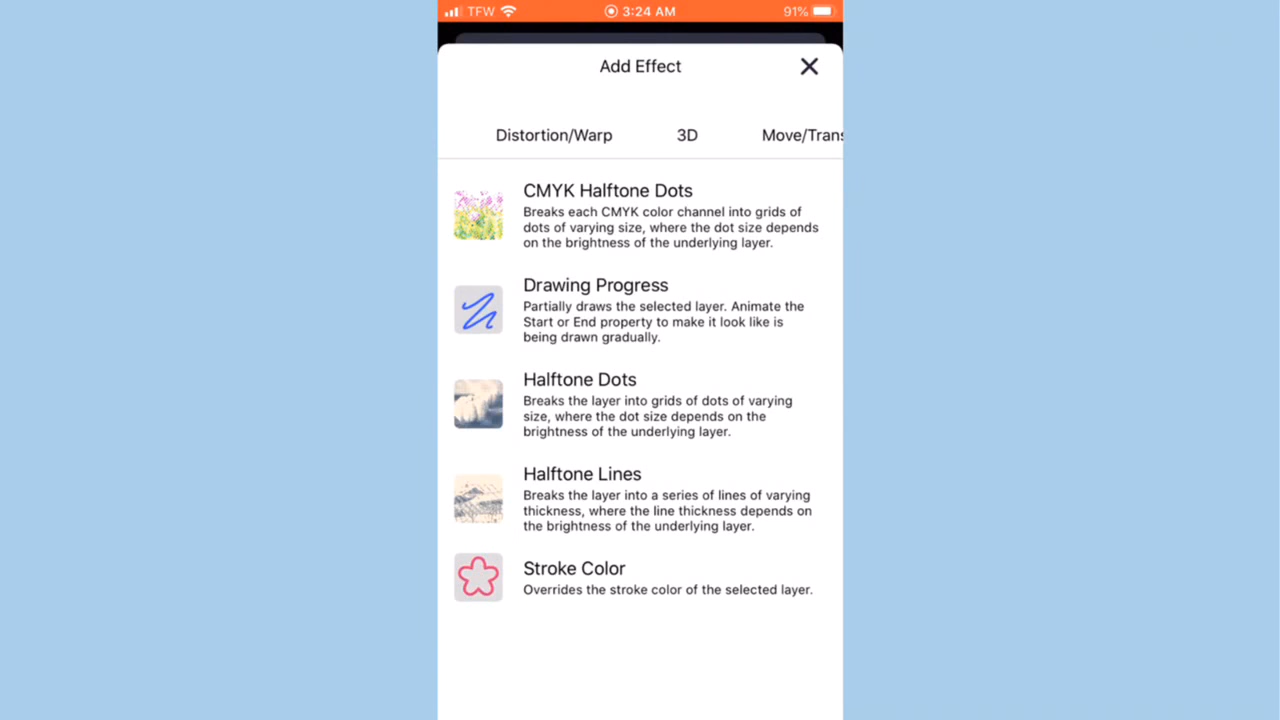 TFW 3:24 AM 91%
Add Effect
Distortion/Warp 3D Move/Trans
CMYK Halftone Dots
Breaks each CMYK color channel into grids of
dots of varying size, where the dot size depends
on the brightness of the underlying layer.
Drawing Progress
Partially draws the selected layer. Animate the
Start or End property to make it look like is
being drawn gradually.
Halftone Dots
Breaks the layer into grids of dots of varying
size, where the dot size depends on the
brightness of the underlying layer.
Halftone Lines
Breaks the layer into a series of lines of varying
thickness, where the line thickness depends on
the brightness of the underlying layer.
Stroke Color
Overrides the stroke color of the selected layer.